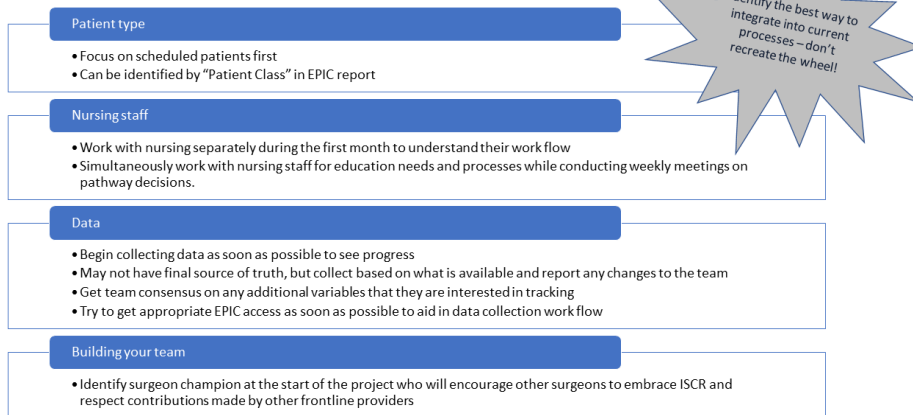 Patient type
• Focus on scheduled patients first
• Can be identified by “Patient Class” in EPIC report
identify the best way to
integrate into current
processes – don’t
recreate the wheel!
Nursing staff
• Work with nursing separately during the first month to understand their work flow
• Simultaneously work with nursing staff for education needs and processes while conducting weekly meetings on
pathway decisions.
Data
• Begin collecting data as soon as possible to see progress
• May not have final source of truth, but collect based on what is available and report any changes to the team
• Get team consensus on any additional variables that they are interested in tracking
• Try to get appropriate EPIC access as soon as possible to aid in data collection work flow
Building your team
• Identify surgeon champion at the start of the project who will encourage other surgeons to embrace ISCR and
respect contributions made by other frontline providers